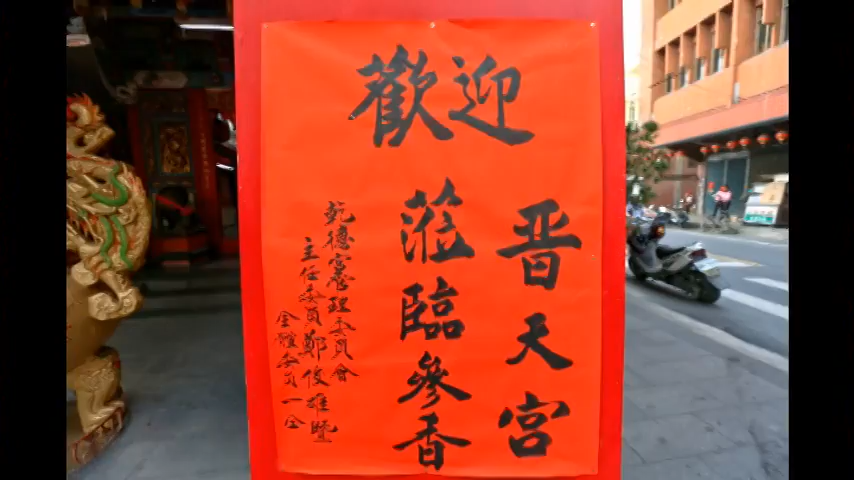 歡迎
晋天宮
蒞臨參香
乾德宮管理委員會
主任委員鄭俊雄暨
全體委員一仝